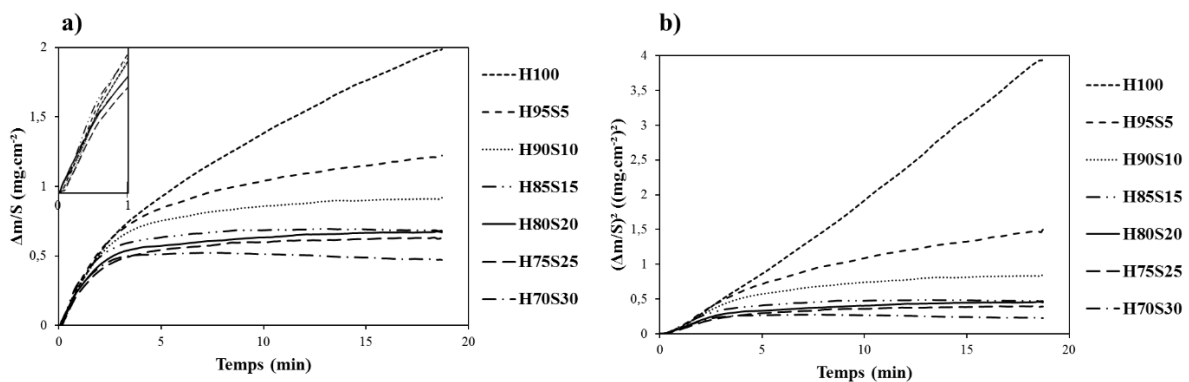 a)
Δm/S (mg.cm⁻²)
2
1,5
1
0,5
0
0
1
0
5
10
15
20
Temps (min)
H100
H95S5
H90S10
H85S15
H80S20
H75S25
H70S30
b)
(Δm/S)² ((mg.cm⁻²)²)
4
3,5
3
2,5
2
1,5
1
0,5
0
0
5
10
15
20
Temps (min)
H100
H95S5
H90S10
H85S15
H80S20
H75S25
H70S30